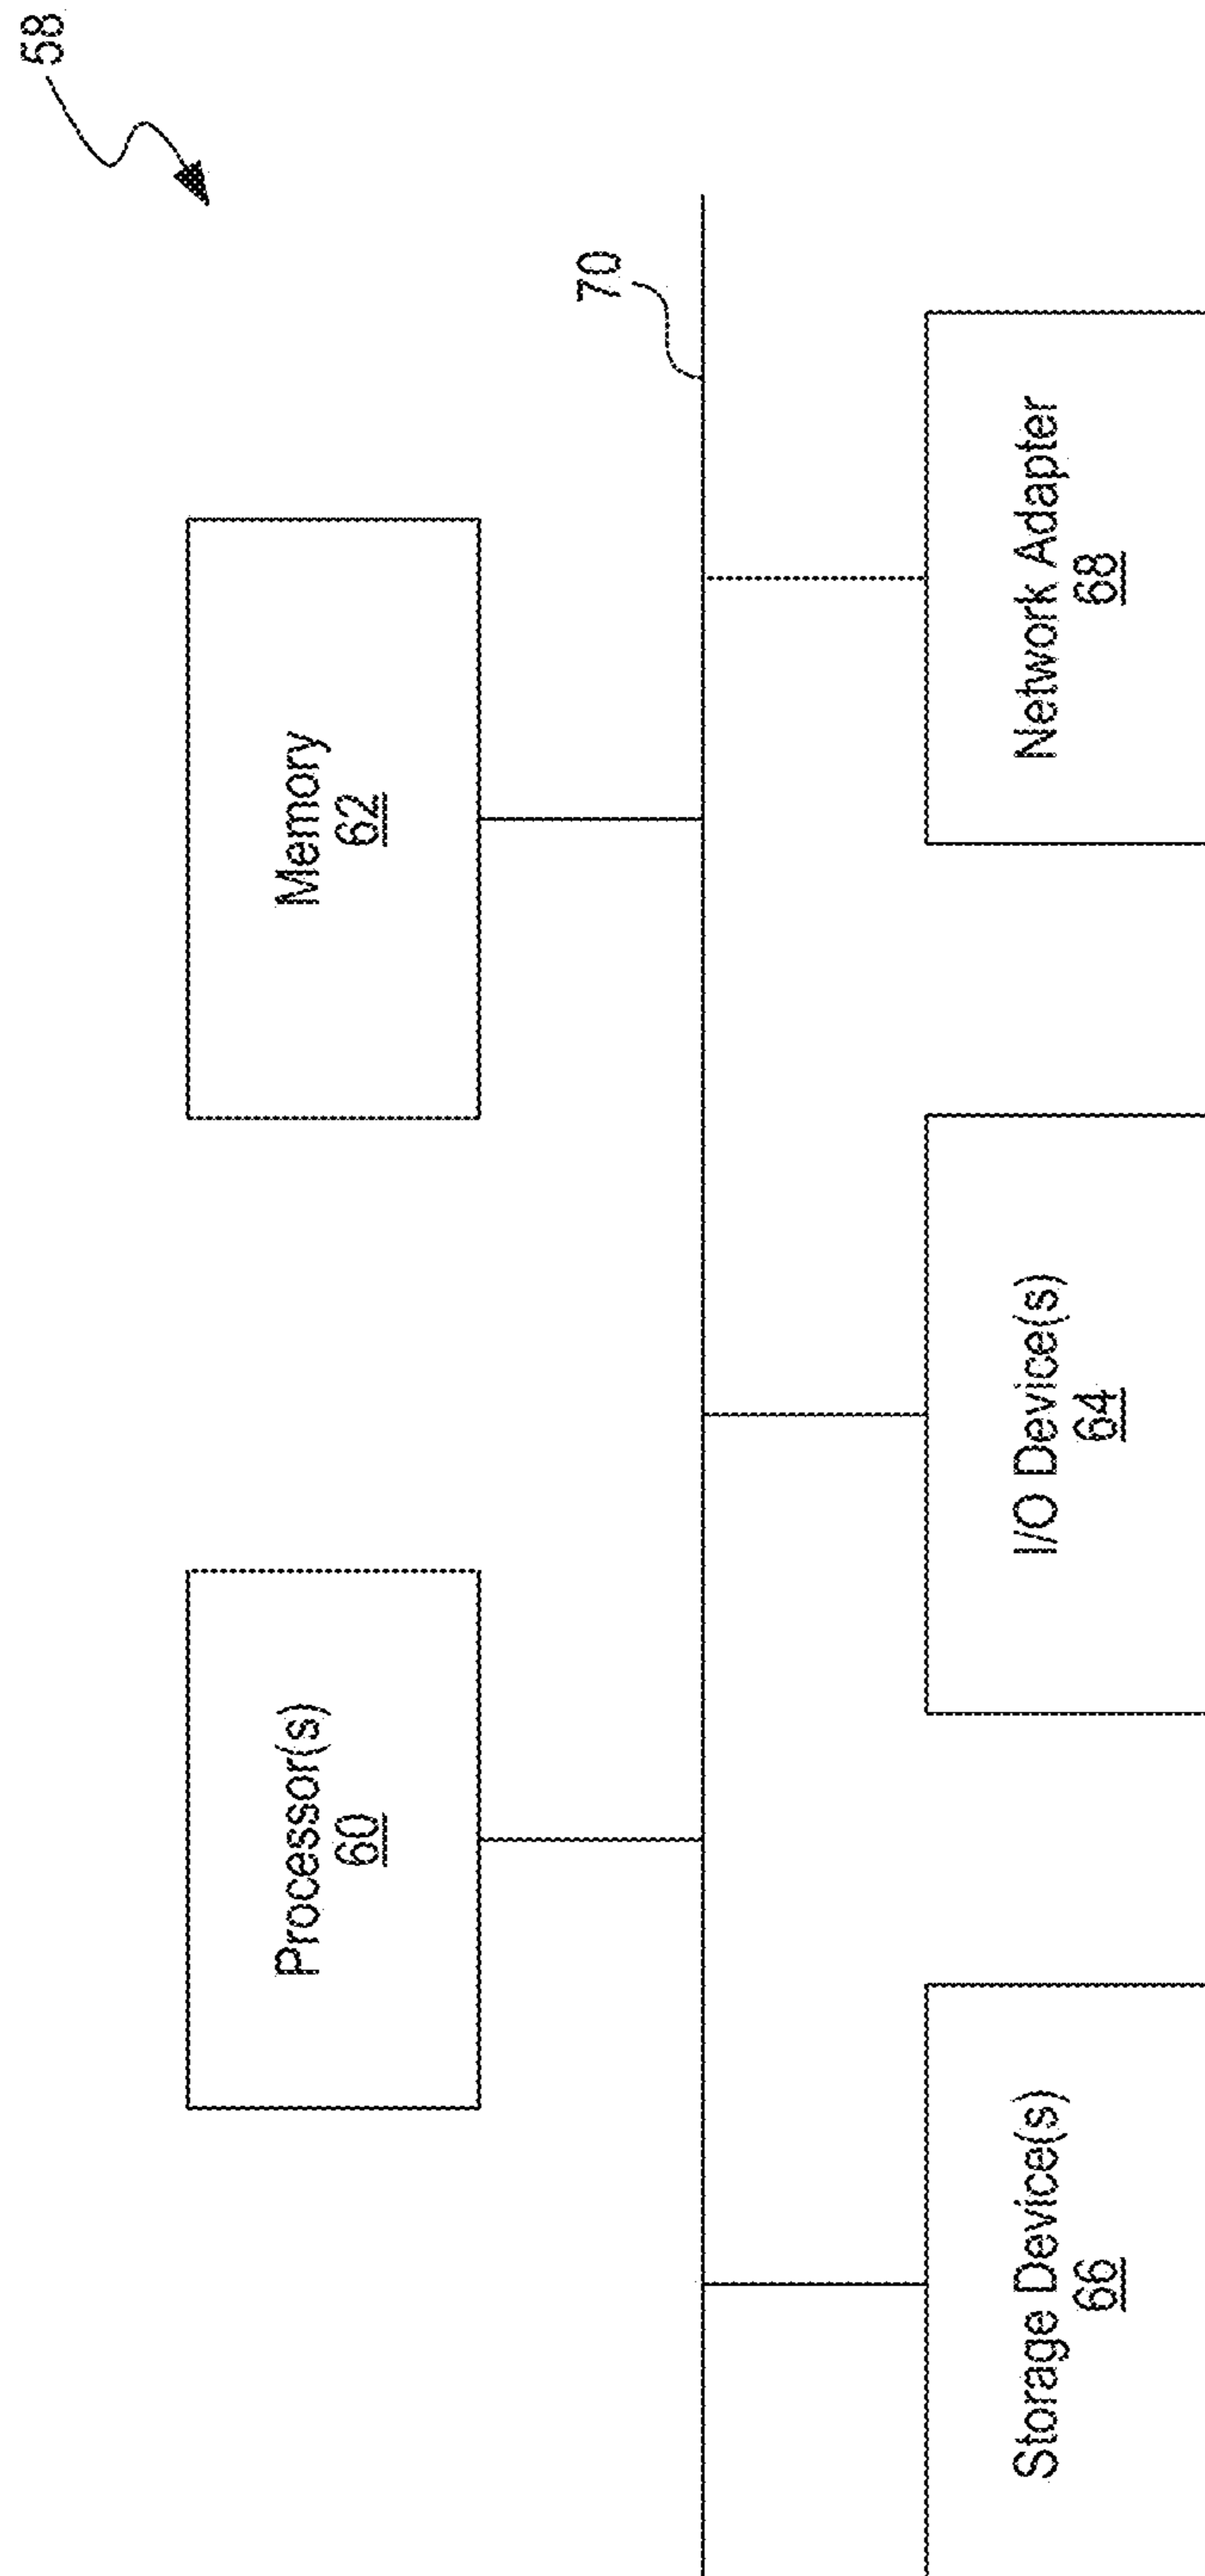 58
Processor(s)
60
Memory
62
70
Storage Device(s)
66
I/O Device(s)
64
Network Adapter
68